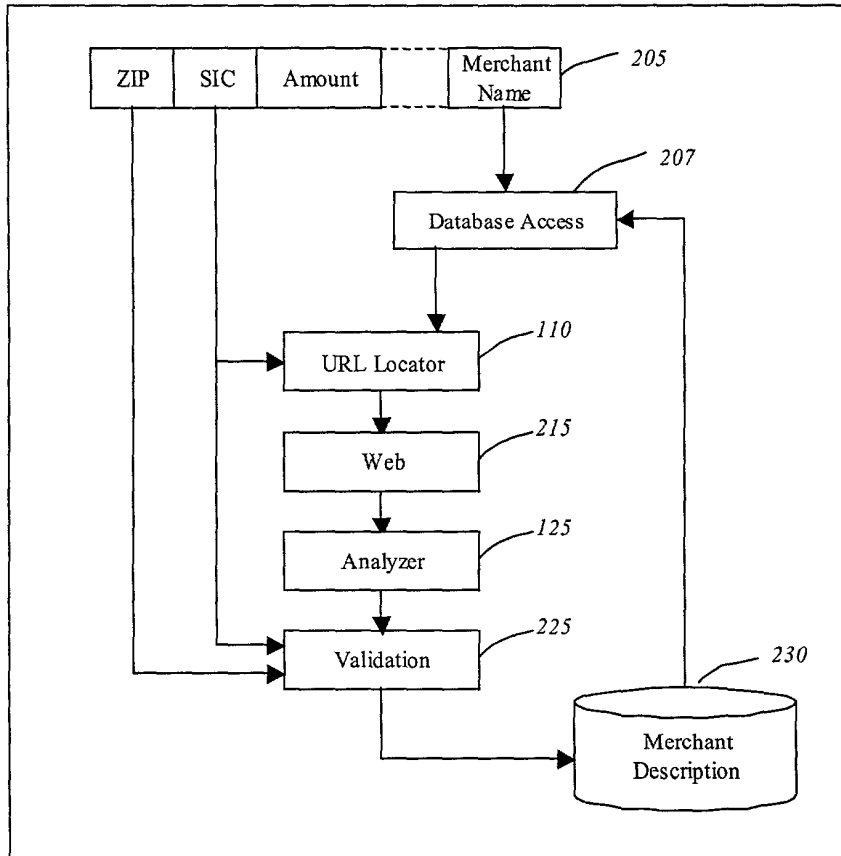 ZIP SIC Amount Merchant Name 205
207
Database Access
110
URL Locator
215
Web
125
Analyzer
225
Validation
230
Merchant
Description